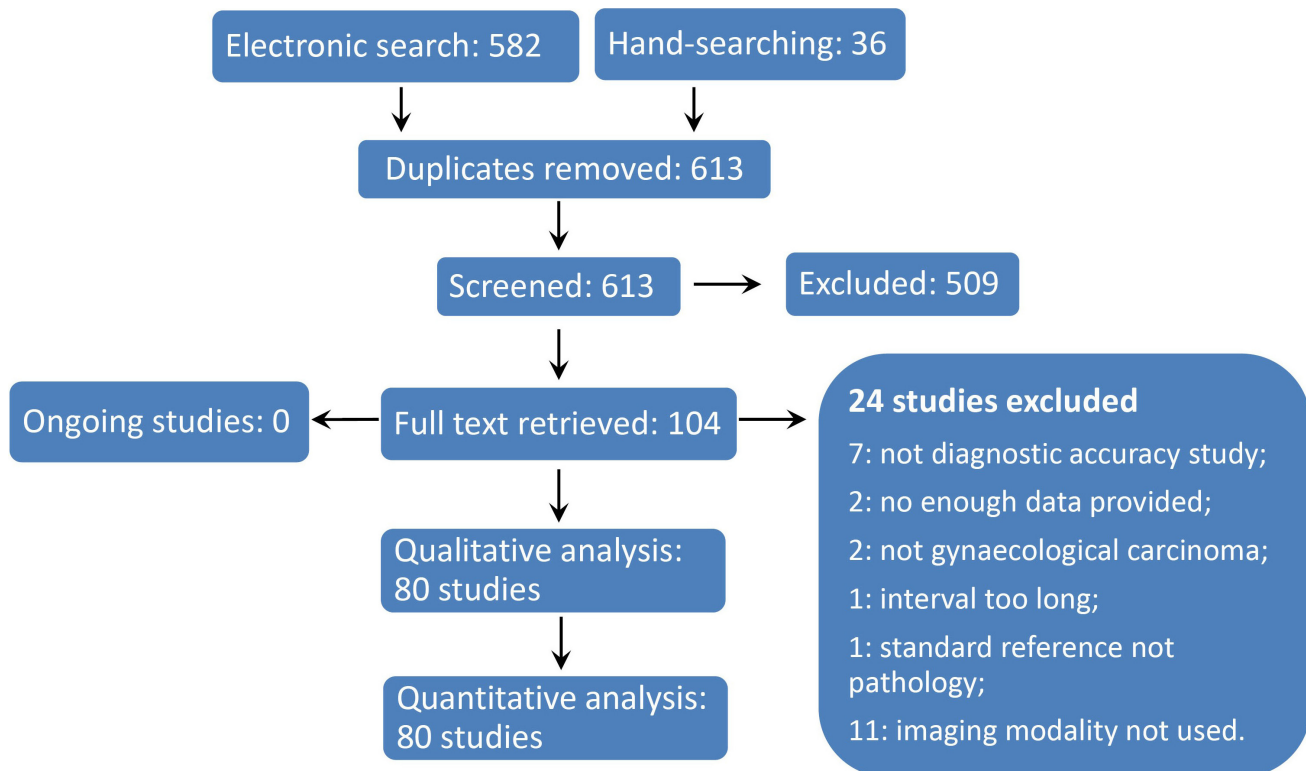 Electronic search: 582
Hand-searching: 36
Duplicates removed: 613
Screened: 613
Excluded: 509
Ongoing studies: 0
Full text retrieved: 104
24 studies excluded
7: not diagnostic accuracy study;
2: no enough data provided;
2: not gynaecological carcinoma;
1: interval too long;
1: standard reference not
pathology;
11: imaging modality not used.
Qualitative analysis:
80 studies
Quantitative analysis:
80 studies